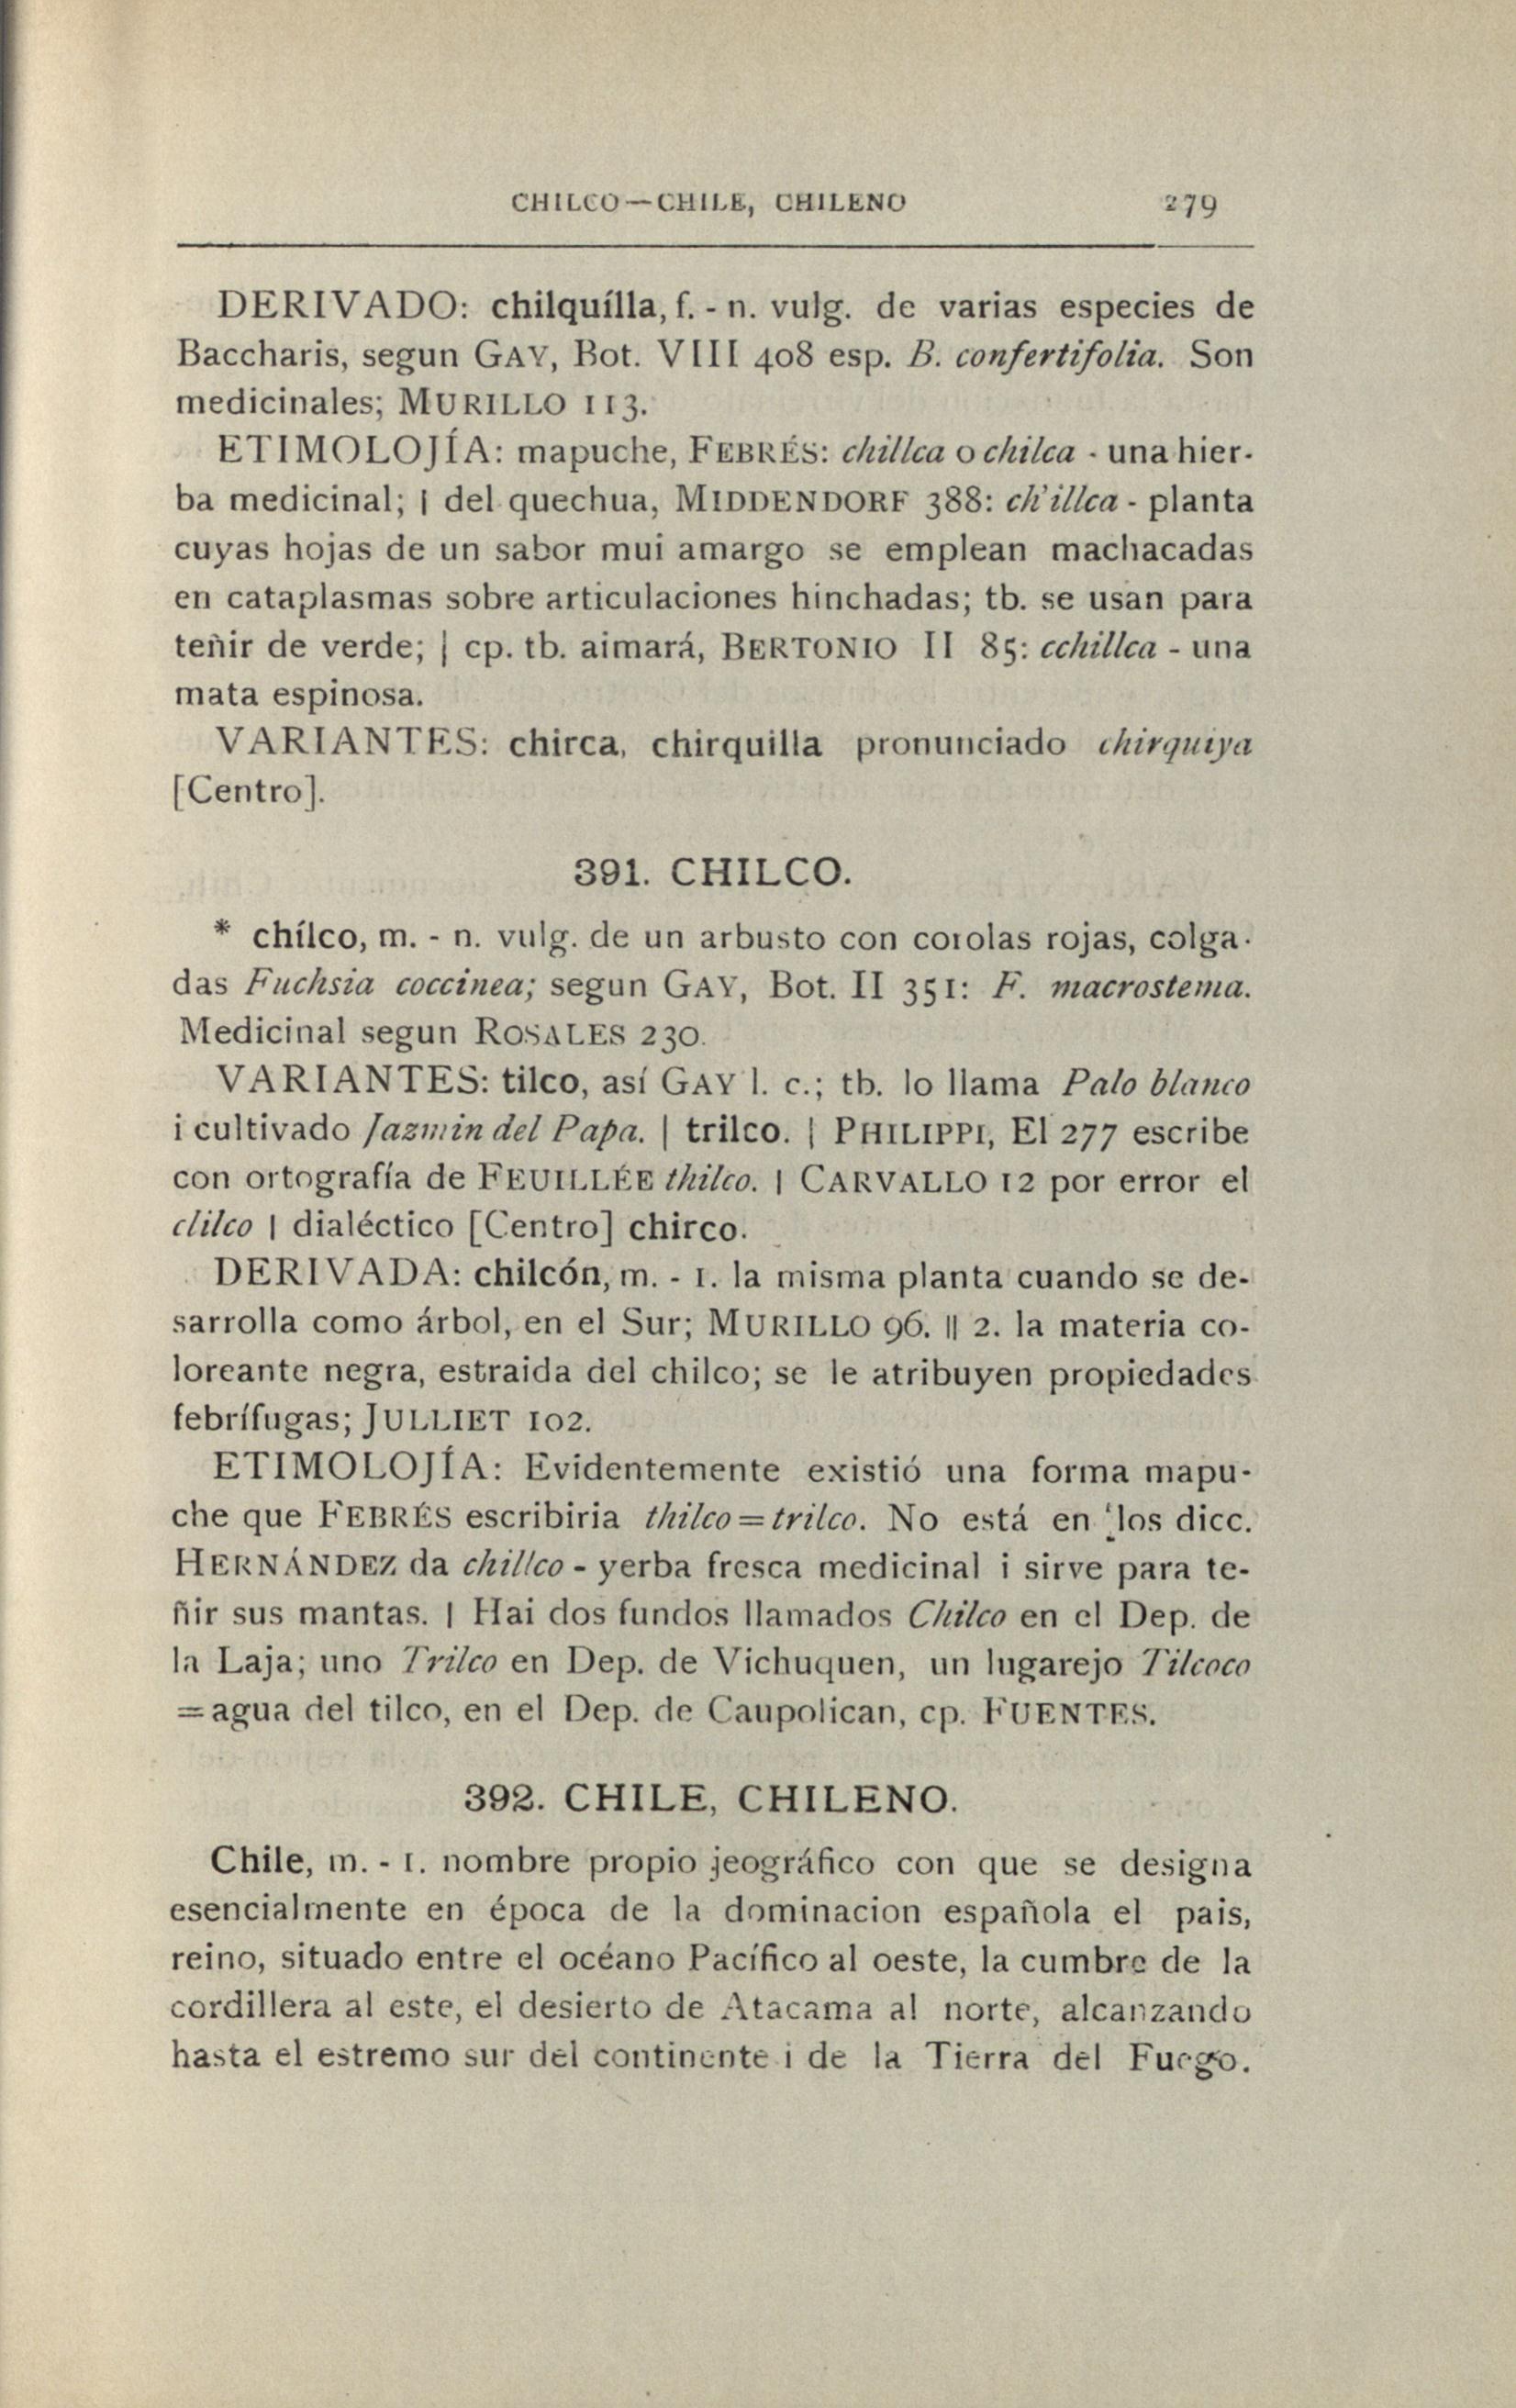 CHILCO—CHILE, CHILENO 279
DERIVADO: chilquílla, f. - n. vulg. de varias especies de
Baccharis, segun GAY, Bot. VIII 408 esp. B. confertifolia. Son
medicinales; MURILLO 113.
ETIMOLOJÍA: mapuche, FEBRÉS: chillca o chilca - una hier-
ba medicinal; | del quechua, MIDDENDORF 388: ch'illca - planta
cuyas hojas de un sabor mui amargo se emplean machacadas
en cataplasmas sobre articulaciones hinchadas; tb. se usan para
teñir de verde; | cp. tb. aimará, BERTONIO II 85: cchillca - una
mata espinosa.
VARIANTES: chirca, chirquilla pronunciado chirquiya
[Centro].
391. CHILCO.
* chílco, m. - n. vulg. de un arbusto con corolas rojas, colga-
das Fuchsia coccinea; segun GAY, Bot. II 351: F. macrostema.
Medicinal segun ROSALES 230.
VARIANTES: tilco, así GAY l. c.; tb. lo llama Palo blanco
i cultivado Jazmin del Papa. | trilco. | PHILIPPI, El 277 escribe
con ortografía de FEUILLÉE thilco. | CARVALLO 12 por error el
clilco | dialéctico [Centro] chirco.
DERIVADA: chilcón, m. - 1. la misma planta cuando se de-
sarrolla como árbol, en el Sur; MURILLO 96. || 2. la materia co-
loreante negra, estraida del chilco; se le atribuyen propiedades
febrífugas; JULLIET 102.
ETIMOLOJÍA: Evidentemente existió una forma mapu-
che que FEBRÉS escribiria thilco = trilco. No está en los dicc.
HERNÁNDEZ da chillco - yerba fresca medicinal i sirve para te-
ñir sus mantas. | Hai dos fundos llamados Chilco en el Dep. de
la Laja; uno Trilco en Dep. de Vichuquen, un lugarejo Tilcoco
= agua del tilco, en el Dep. de Caupolican, cp. FUENTES.
392. CHILE, CHILENO.
Chile, m. - 1. nombre propio jeográfico con que se designa
esencialmente en época de la dominacion española el pais,
reino, situado entre el océano Pacífico al oeste, la cumbre de la
cordillera al este, el desierto de Atacama al norte, alcanzando
hasta el estremo sur del continente i de la Tierra del Fuego.